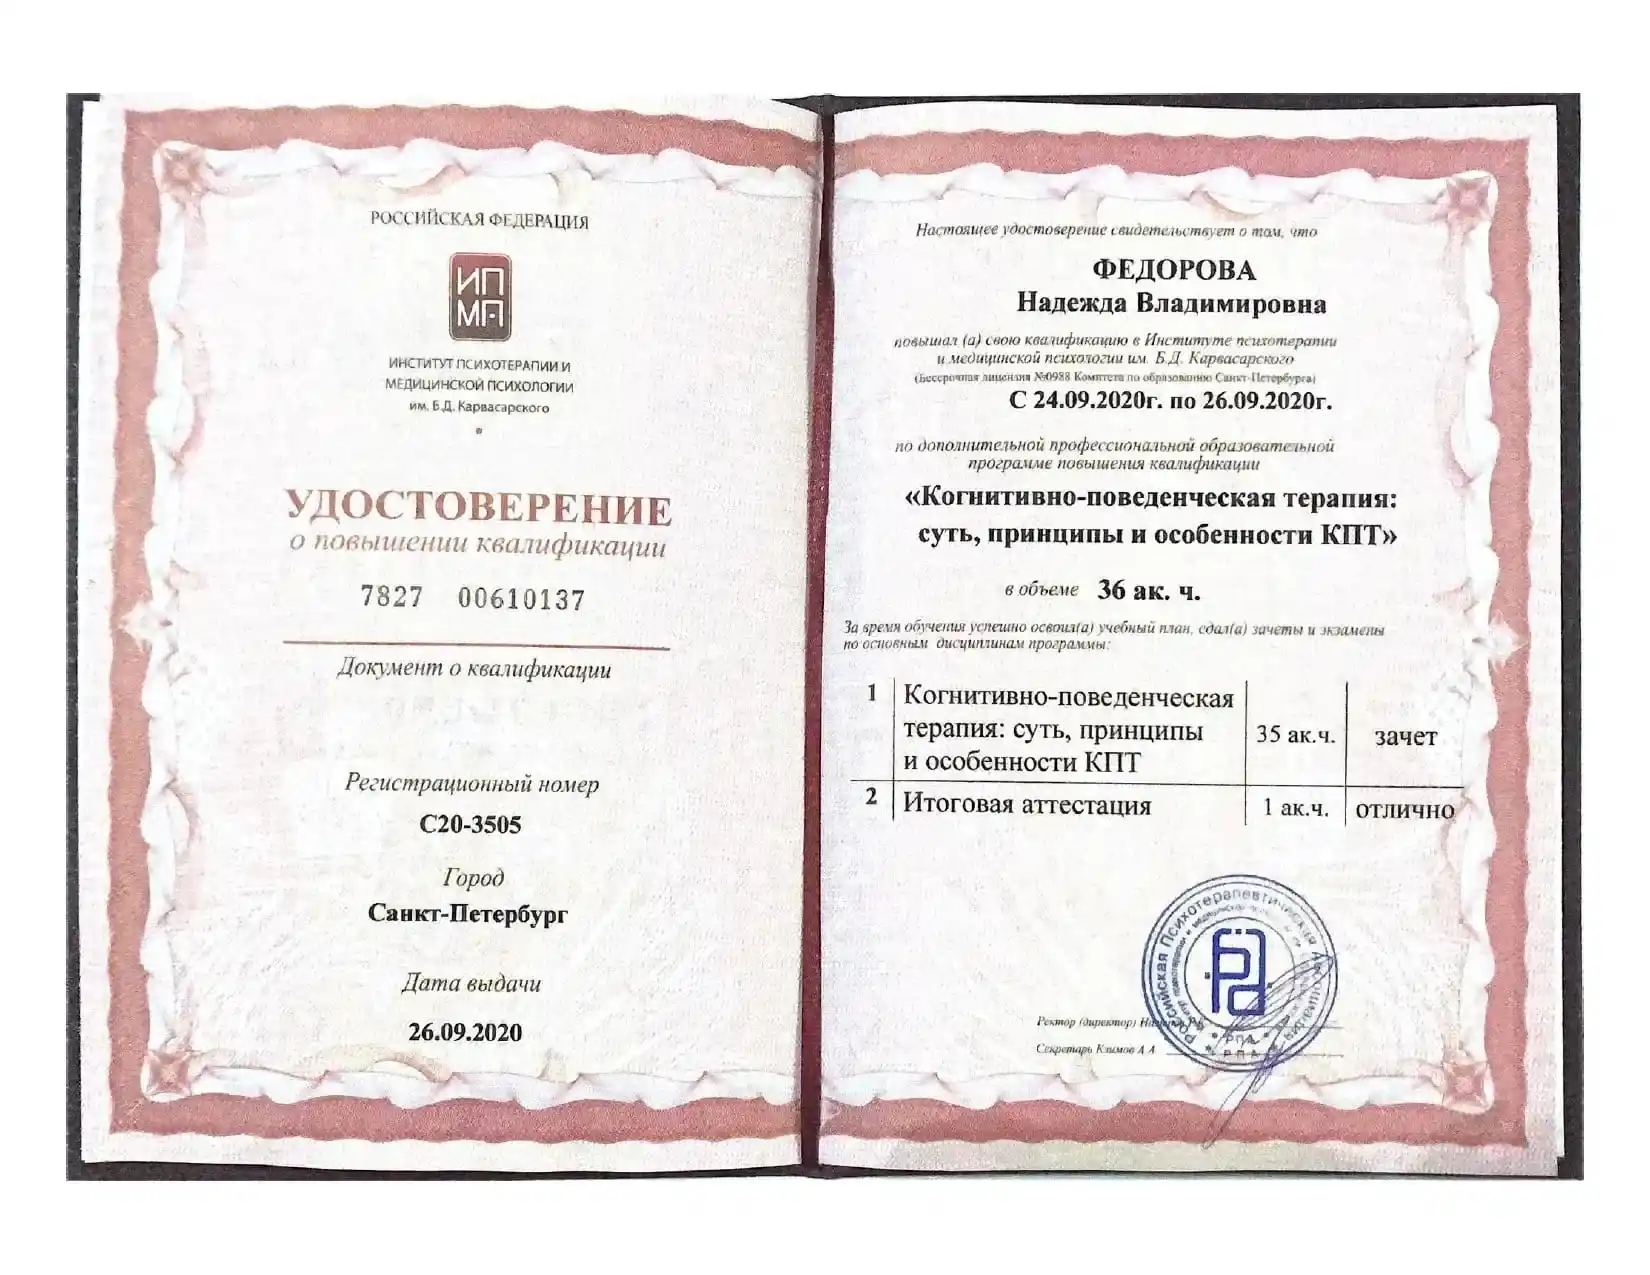 РОССИЙСКАЯ ФЕДЕРАЦИЯ
ИП
МП
ИНСТИТУТ ПСИХОТЕРАПИИ И
МЕДИЦИНСКОЙ ПСИХОЛОГИИ
им. Б.Д. Карвасарского
УДОСТОВЕРЕНИЕ
о повышении квалификации
7827 00610137
Документ о квалификации
Регистрационный номер
С20-3505
Город
Санкт-Петербург
Дата выдачи
26.09.2020
Настоящее удостоверение свидетельствует о том, что
ФЕДОРОВА
Надежда Владимировна
повышал (а) свою квалификацию в Институте психотерапии
и медицинской психологии им. Б.Д. Карвасарского
(Бессрочная лицензия №0988 Комитета по образованию Санкт-Петербурга)
С 24.09.2020г. по 26.09.2020г.
по дополнительной профессиональной образовательной
программе повышения квалификации
«Когнитивно-поведенческая терапия:
суть, принципы и особенности КПТ»
в объеме 36 ак. ч.
За время обучения успешно освоил(а) учебный план, сдал(а) зачеты и экзамены
по основным дисциплинам программы:
1 Когнитивно-поведенческая
терапия: суть, принципы 35 ак.ч. зачет
и особенности КПТ
2 Итоговая аттестация 1 ак.ч. отлично
Российская Психотерапевтическая Ассоциация
РПА
РПА
Ректор (директор)
Секретарь Климов А А